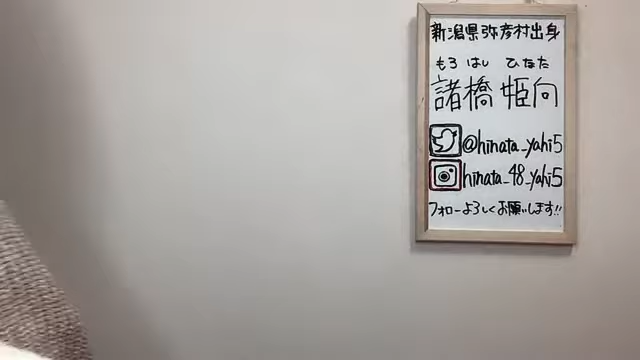 新潟県弥彦村出身
もろ はし ひなた
諸橋 姫向
@hinata_yahi5
hinata_48_yahi5
フォローよろしくお願いします!!